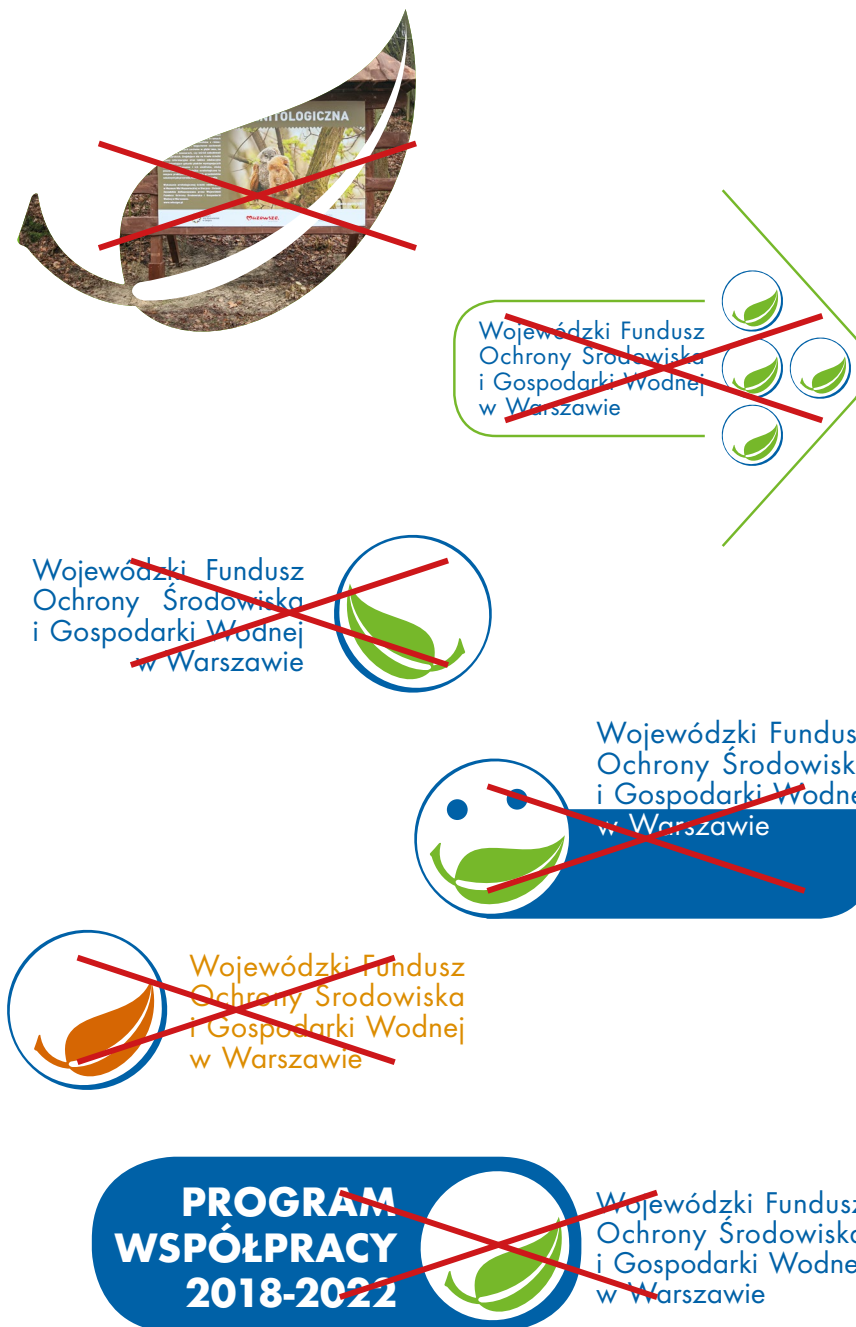 NITOLOGICZNA
Wojewódzki Fundusz
Ochrony Środowiska
i Gospodarki Wodnej
w Warszawie
Wojewódzki Fundusz
Ochrony Środowiska
i Gospodarki Wodnej
w Warszawie
Wojewódzki Fundus
Ochrony Środowisk
i Gospodarki Wodne
w Warszawie
Wojewódzki Fundusz
Ochrony Środowiska
i Gospodarki Wodnej
w Warszawie
PROGRAM
WSPÓŁPRACY
2018-2022
Wojewódzki Fundusz
Ochrony Środowiska
i Gospodarki Wodne
w Warszawie